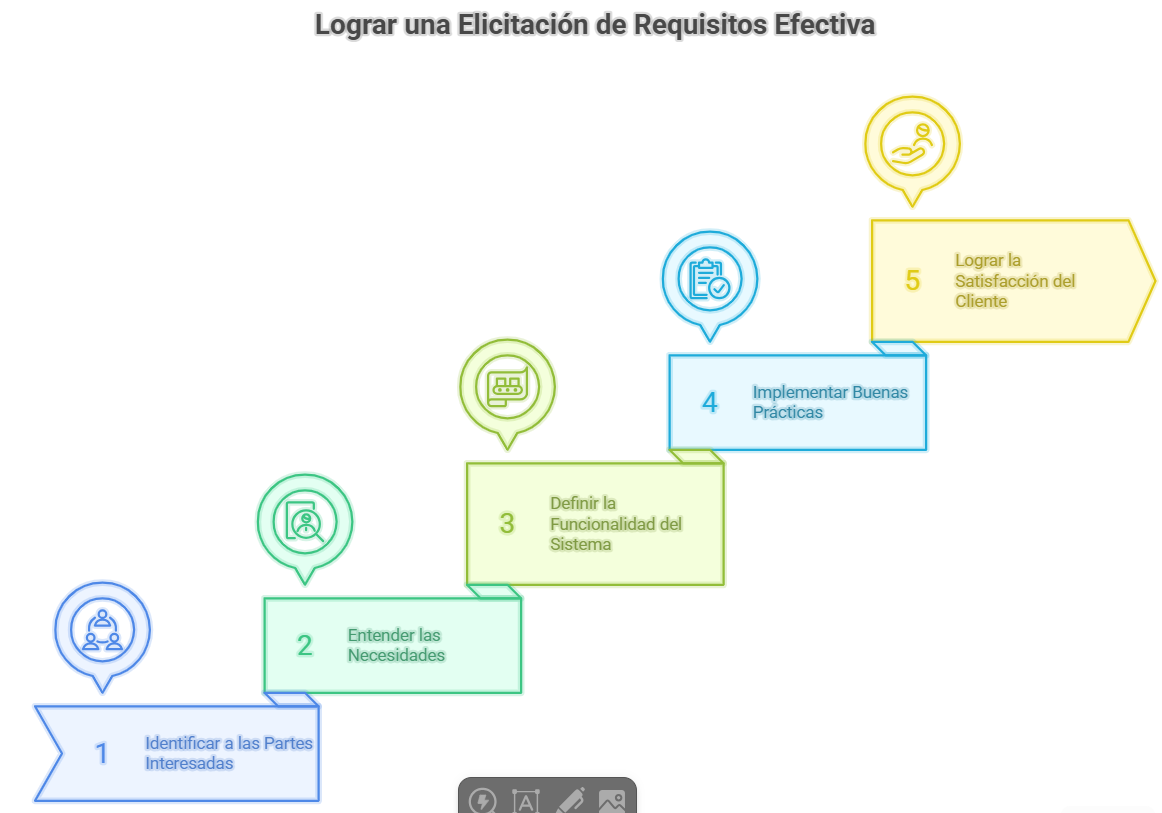 Lograr una Elicitación de Requisitos Efectiva
5
Lograr la
Satisfacción del
Cliente
4
Implementar Buenas
Prácticas
3
Definir la
Funcionalidad del
Sistema
2
Entender las
Necesidades
1
Identificar a las Partes
Interesadas
A